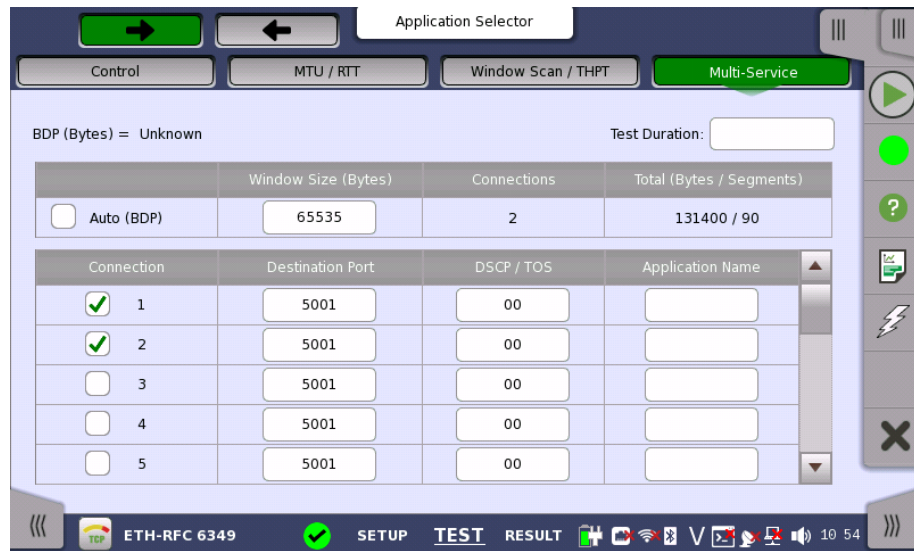 Application Selector
Control MTU / RTT Window Scan / THPT Multi-Service
BDP (Bytes) = Unknown Test Duration:
Window Size (Bytes) Connections Total (Bytes / Segments)
Auto (BDP) 65535 2 131400 / 90
Connection Destination Port DSCP / TOS Application Name
1 5001 00
2 5001 00
3 5001 00
4 5001 00
5 5001 00
TCP ETH-RFC 6349 SETUP TEST RESULT V 10 54